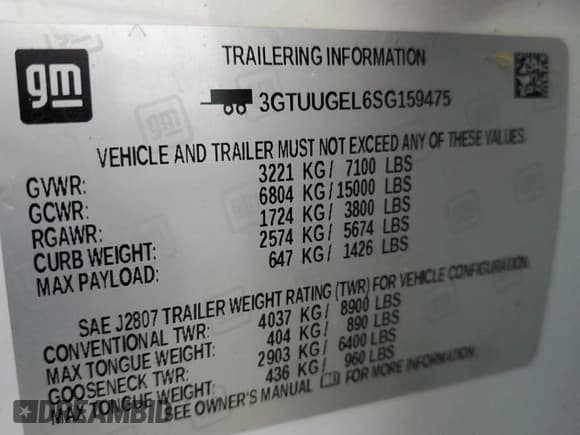 gm
TRAILERING INFORMATION
3GTUUGEL6SG159475
VEHICLE AND TRAILER MUST NOT EXCEED ANY OF THESE VALUES.
GVWR: 3221 KG/ 7100 LBS
GCWR: 6804 KG/ 15000 LBS
RGAWR: 1724 KG/ 3800 LBS
CURB WEIGHT: 2574 KG/ 5674 LBS
MAX PAYLOAD: 647 KG/ 1426 LBS
SAE J2807 TRAILER WEIGHT RATING (TWR) FOR VEHICLE CONFIGURATION:
CONVENTIONAL TWR: 4037 KG/ 8900 LBS
MAX TONGUE WEIGHT: 404 KG/ 890 LBS
GOOSENECK TWR: 2903 KG/ 6400 LBS
MAX TONGUE WEIGHT: 436 KG/ 960 LBS
SEE OWNER'S MANUAL FOR MORE INFORMATION
DREAMBID